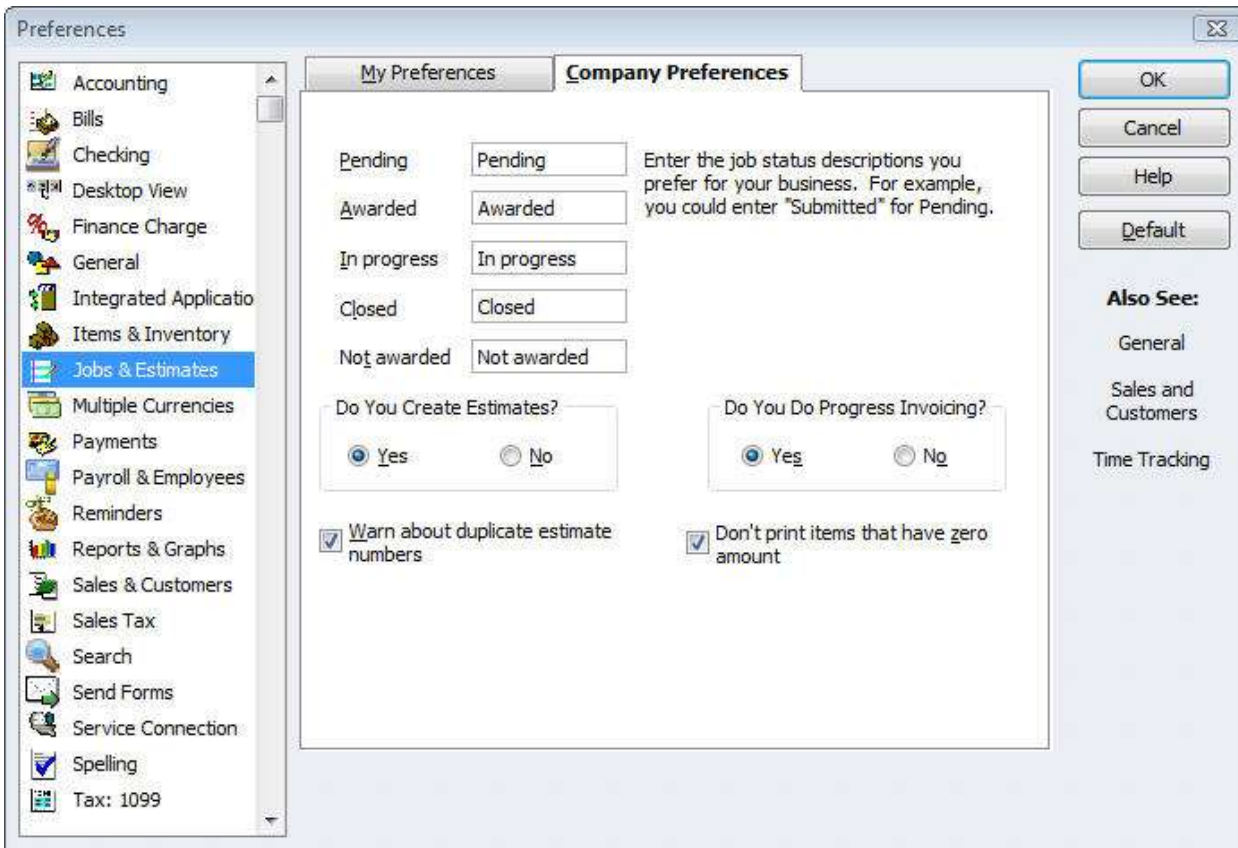 Preferences
Accounting
Bills
Checking
Desktop View
Finance Charge
General
Integrated Applicatio
Items & Inventory
Jobs & Estimates
Multiple Currencies
Payments
Payroll & Employees
Reminders
Reports & Graphs
Sales & Customers
Sales Tax
Search
Send Forms
Service Connection
Spelling
Tax: 1099
My Preferences
Company Preferences
Pending
Pending
Awarded
Awarded
In progress
In progress
Closed
Closed
Not awarded
Not awarded
Enter the job status descriptions you
prefer for your business. For example,
you could enter "Submitted" for Pending.
Do You Create Estimates?
Yes
No
Do You Do Progress Invoicing?
Yes
No
Warn about duplicate estimate
numbers
Don't print items that have zero
amount
OK
Cancel
Help
Default
Also See:
General
Sales and
Customers
Time Tracking